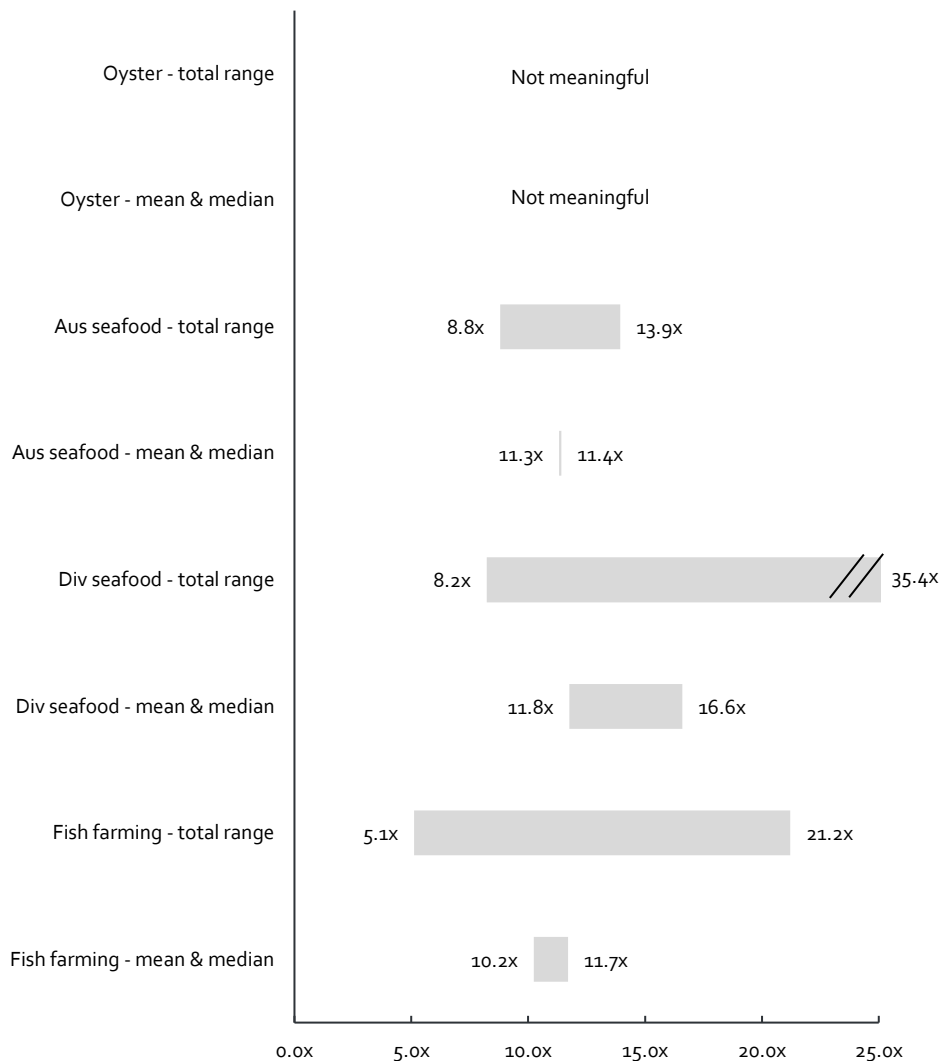 Oyster - total range
Not meaningful
Oyster - mean & median
Not meaningful
Aus seafood - total range
8.8x
13.9x
Aus seafood - mean & median
11.3x
11.4x
Div seafood - total range
8.2x
35.4x
Div seafood - mean & median
11.8x
16.6x
Fish farming - total range
5.1x
21.2x
Fish farming - mean & median
10.2x
11.7x
0.0x
5.0x
10.0x
15.0x
20.0x
25.0x